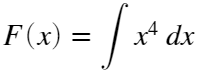 F(x) = ∫ x⁴ dx